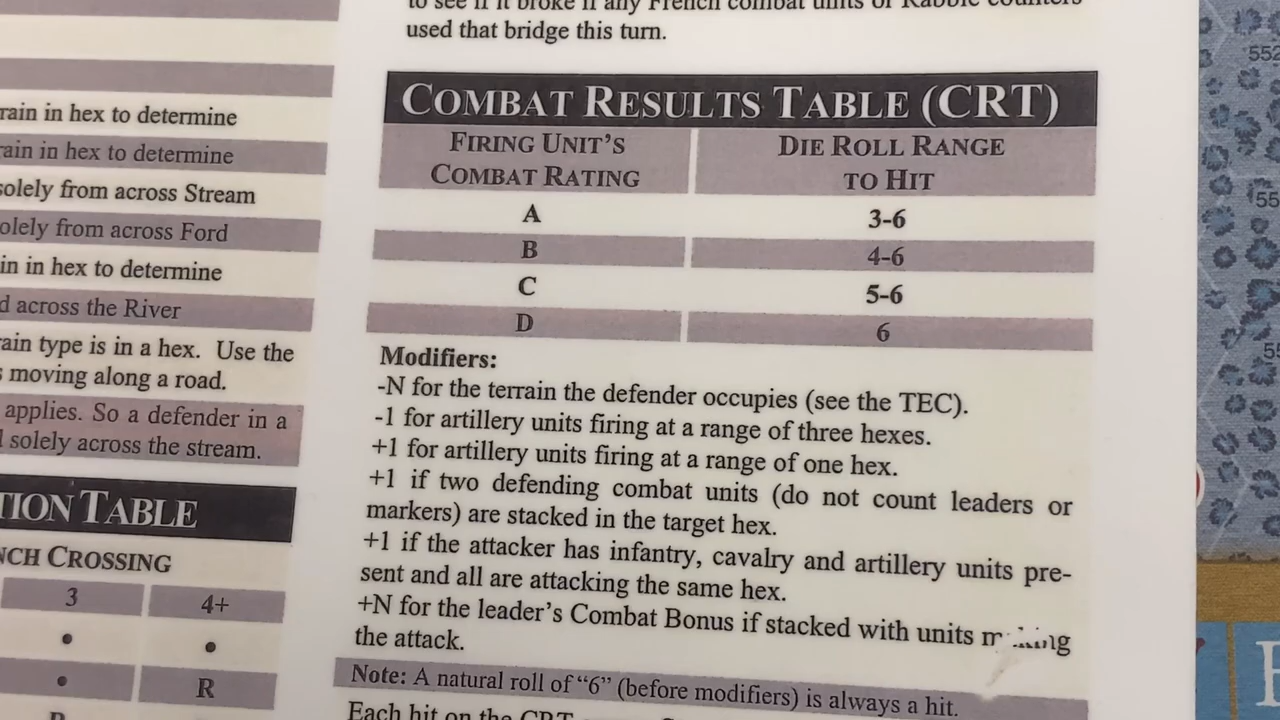 used that bridge this turn.
rain in hex to determine
ain in hex to determine
solely from across Stream
olely from across Ford
in in hex to determine
d across the River
ain type is in a hex. Use the
s moving along a road.
applies. So a defender in a
l solely across the stream.
TION TABLE
NCH CROSSING
3 4+
• •
• R
COMBAT RESULTS TABLE (CRT)
FIRING UNIT'S
COMBAT RATING
DIE ROLL RANGE
TO HIT
A 3-6
B 4-6
C 5-6
D 6
Modifiers:
-N for the terrain the defender occupies (see the TEC).
-1 for artillery units firing at a range of three hexes.
+1 for artillery units firing at a range of one hex.
+1 if two defending combat units (do not count leaders or
markers) are stacked in the target hex.
+1 if the attacker has infantry, cavalry and artillery units pre-
sent and all are attacking the same hex.
+N for the leader's Combat Bonus if stacked with units
the attack.
Note: A natural roll of "6" (before modifiers) is always a hit.
Each hit on the CRT
552